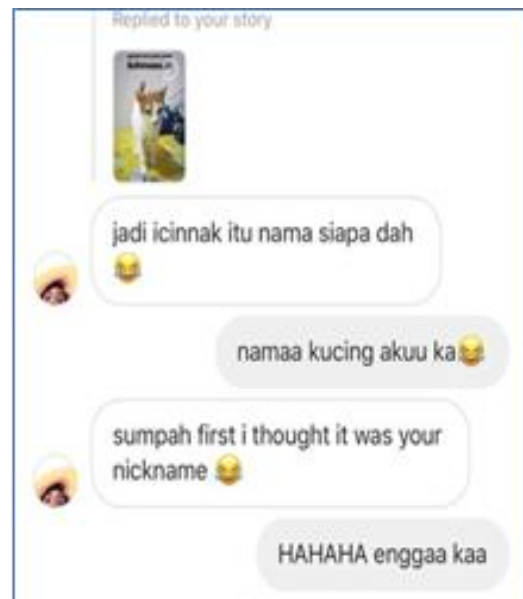 Replied to your story
jadi icinnak itu nama siapa dah
😂
namaa kucing akuu ka😂
sumpah first i thought it was your
nickname 😂
HAHAHA enggaa kaa